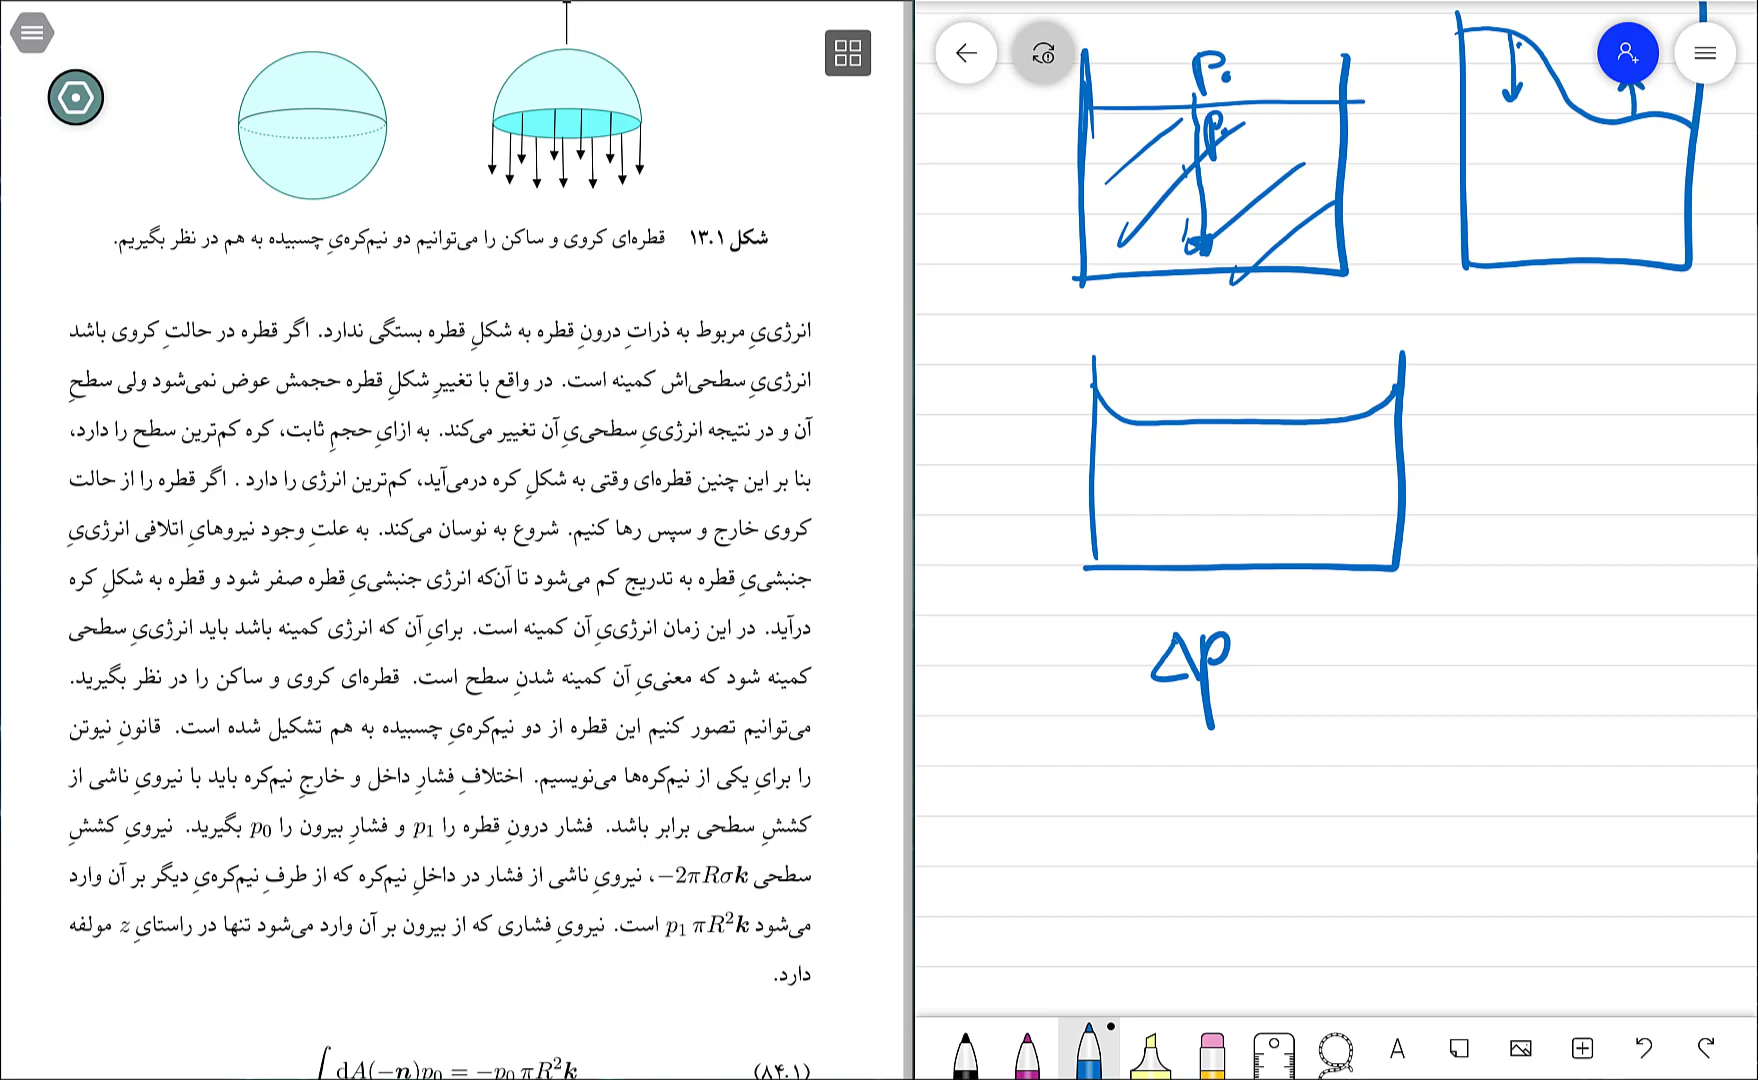 شکل ۱۳.۱ قطره‌ای کروی و ساکن را می‌توانیم دو نیم‌کره‌یِ چسبیده به هم در نظر بگیریم.
انرژی‌یِ مربوط به ذراتِ درونِ قطره به شکلِ قطره بستگی ندارد. اگر قطره در حالتِ کروی باشد
انرژی‌یِ سطحی‌اش کمینه است. در واقع با تغییرِ شکلِ قطره حجمش عوض نمی‌شود ولی سطحِ
آن و در نتیجه انرژی‌یِ سطحی‌یِ آن تغییر می‌کند. به ازایِ حجمِ ثابت، کره کم‌ترین سطح را دارد،
بنا بر این چنین قطره‌ای وقتی به شکلِ کره درمی‌آید، کم‌ترین انرژی را دارد . اگر قطره را از حالت
کروی خارج و سپس رها کنیم. شروع به نوسان می‌کند. به علتِ وجود نیروهایِ اتلافی انرژی‌یِ
جنبشی‌یِ قطره به تدریج کم می‌شود تا آن‌که انرژی جنبشی‌یِ قطره صفر شود و قطره به شکلِ کره
درآید. در این زمان انرژی‌یِ آن کمینه است. برایِ آن که انرژی کمینه باشد باید انرژی‌یِ سطحی
کمینه شود که معنی‌یِ آن کمینه شدنِ سطح است. قطره‌ای کروی و ساکن را در نظر بگیرید.
می‌توانیم تصور کنیم این قطره از دو نیم‌کره‌یِ چسبیده به هم تشکیل شده است. قانونِ نیوتن
را برایِ یکی از نیم‌کره‌ها می‌نویسیم. اختلافِ فشارِ داخل و خارجِ نیم‌کره باید با نیرویِ ناشی از
کششِ سطحی برابر باشد. فشار درونِ قطره را p₁ و فشارِ بیرون را p₀ بگیرید. نیرویِ کششِ
سطحی −2πRσk، نیرویِ ناشی از فشار در داخلِ نیم‌کره که از طرفِ نیم‌کره‌یِ دیگر بر آن وارد
می‌شود p₁ πR²k است. نیرویِ فشاری که از بیرون بر آن وارد می‌شود تنها در راستایِ z مولفه
دارد.
∫ dA(−n)p₀ = −p₀ πR²k (۸۴.۱)
P.
P.
ΔP
A